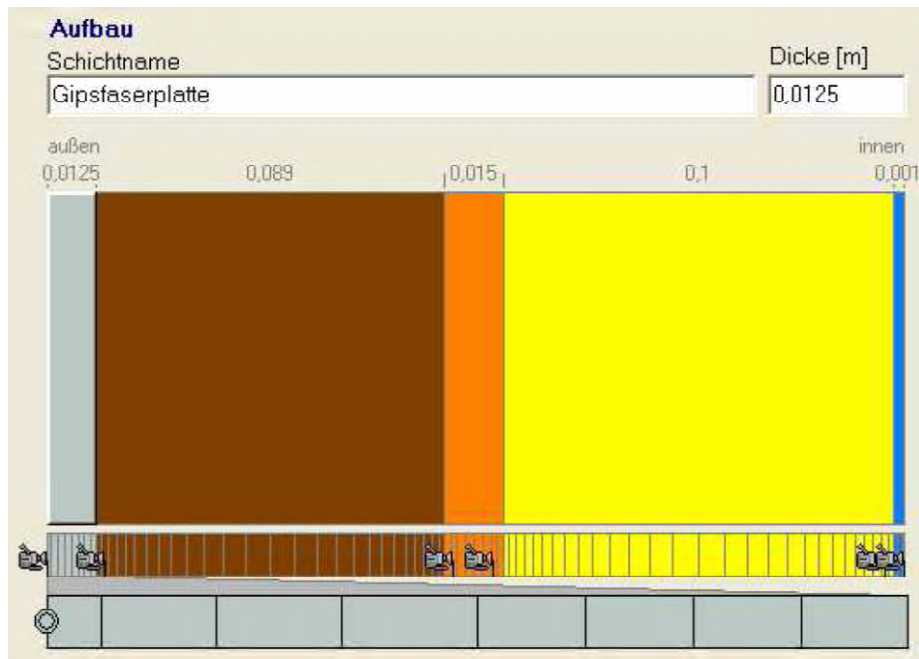 Aufbau
Schichtname Dicke [m]
Gipsfaserplatte 0,0125
außen innen
0,0125 0,089 0,015 0,1 0,001